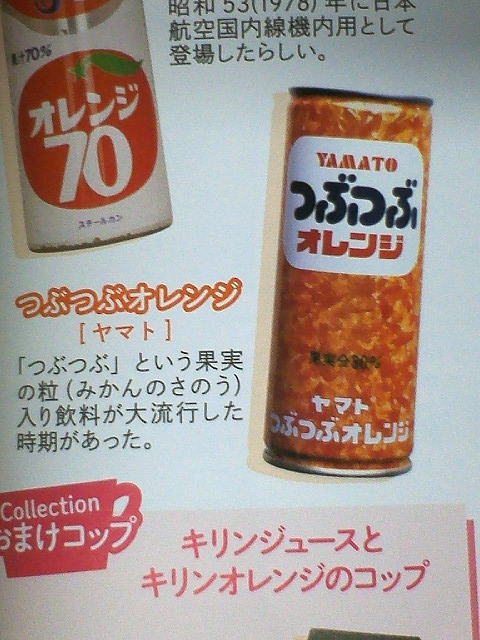 昭和53(1978)年に日本
航空国内線機内用として
登場したらしい。
果汁70%
オレンジ
70
スチールカン
YAMATO
つぶつぶ
オレンジ
果実分30%
ヤマト
つぶつぶオレンジ
つぶつぶオレンジ
[ヤマト]
「つぶつぶ」という果実
の粒(みかんのさのう)
入り飲料が大流行した
時期があった。
Collection
おまけコップ
キリンジュースと
キリンオレンジのコップ